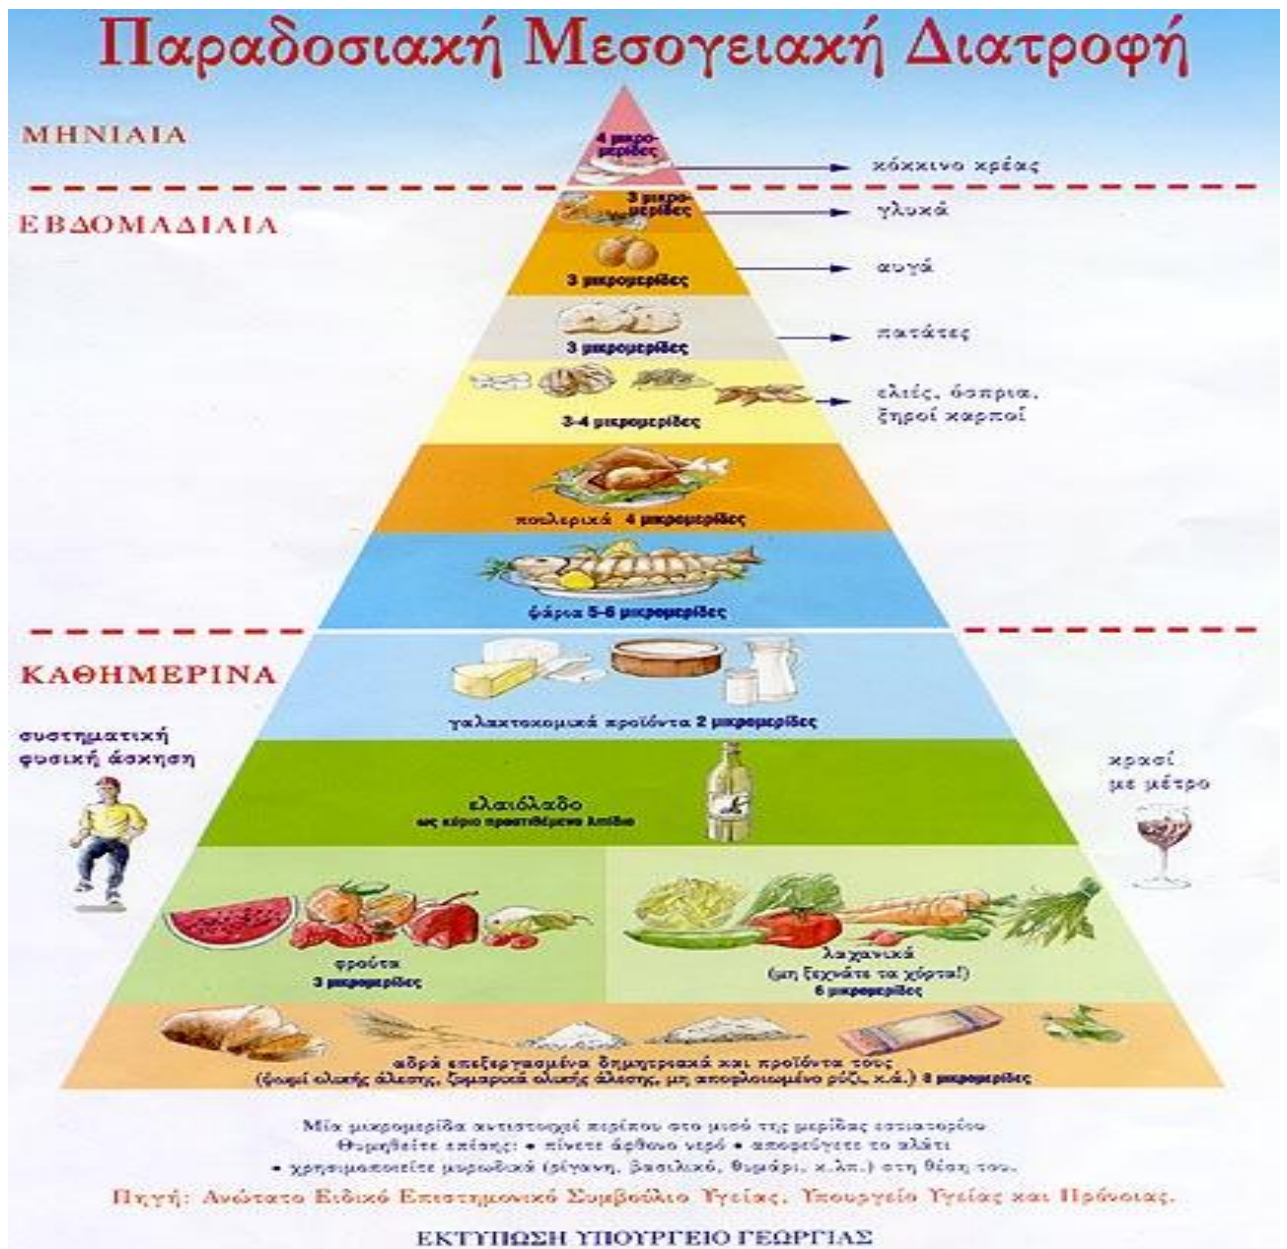 Παραδοσιακή Μεσογειακή Διατροφή
ΜΗΝΙΑΙΑ
4 μικρο-
μερίδες
κόκκινο κρέας
ΕΒΔΟΜΑΔΙΑΙΑ
3 μικρο-
μερίδες
γλυκά
αυγά
3 μικρομερίδες
πατάτες
3 μικρομερίδες
ελιές, όσπρια,
ξηροί καρποί
3-4 μικρομερίδες
πουλερικά 4 μικρομερίδες
ψάρια 5-6 μικρομερίδες
ΚΑΘΗΜΕΡΙΝΑ
γαλακτοκομικά προϊόντα 2 μικρομερίδες
συστηματική
φυσική άσκηση
κρασί
με μέτρο
ελαιόλαδο
ως κύριο προστιθέμενο λιπίδιο
φρούτα
3 μικρομερίδες
λαχανικά
(μη ξεχνάτε τα χόρτα!)
6 μικρομερίδες
αδρά επεξεργασμένα δημητριακά και προϊόντα τους
(ψωμί ολικής άλεσης, ζυμαρικά ολικής άλεσης, μη αποφλοιωμένο ρύζι, κ.ά.) 8 μικρομερίδες
Μία μικρομερίδα αντιστοιχεί περίπου στο μισό της μερίδας εστιατορίου
Θυμηθείτε επίσης: • πίνετε άφθονο νερό • αποφεύγετε το αλάτι
• χρησιμοποιείτε μυρωδικά (ρίγανη, βασιλικό, θυμάρι, κ.λπ.) στη θέση του.
Πηγή: Ανώτατο Ειδικό Επιστημονικό Συμβούλιο Υγείας, Υπουργείο Υγείας και Πρόνοιας.
ΕΚΤΥΠΩΣΗ ΥΠΟΥΡΓΕΙΟ ΓΕΩΡΓΙΑΣ